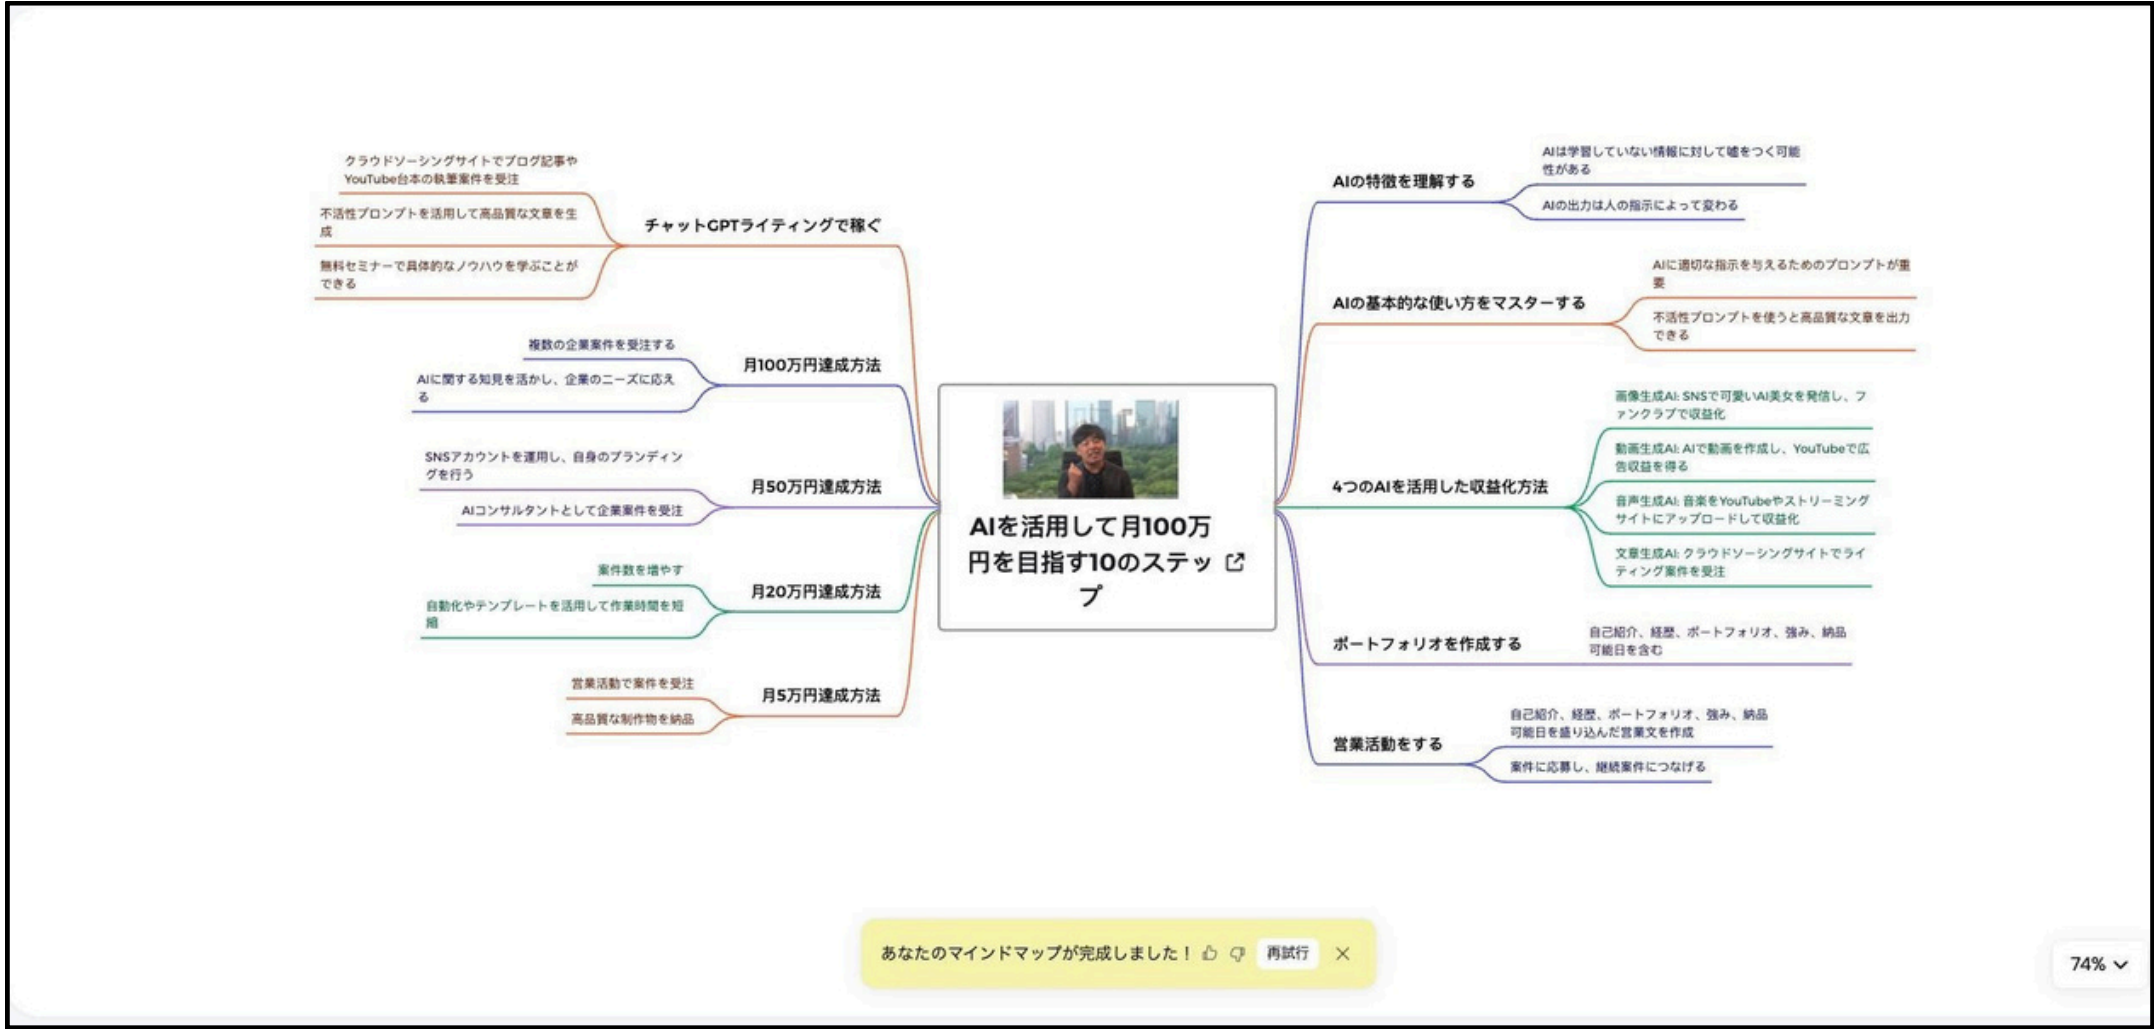 クラウドソーシングサイトでブログ記事や
YouTube台本の執筆案件を受注
不活性プロンプトを活用して高品質な文章を生
成
無料セミナーで具体的なノウハウを学ぶことが
できる
チャットGPTライティングで稼ぐ
複数の企業案件を受注する
AIに関する知見を活かし、企業のニーズに応え
る
月100万円達成方法
SNSアカウントを運用し、自身のブランディン
グを行う
AIコンサルタントとして企業案件を受注
月50万円達成方法
案件数を増やす
自動化やテンプレートを活用して作業時間を短
縮
月20万円達成方法
営業活動で案件を受注
高品質な制作物を納品
月5万円達成方法
AIを活用して月100万
円を目指す10のステッ
プ
AIの特徴を理解する
AIは学習していない情報に対して嘘をつく可能
性がある
AIの出力は人の指示によって変わる
AIの基本的な使い方をマスターする
AIに適切な指示を与えるためのプロンプトが重
要
不活性プロンプトを使うと高品質な文章を出力
できる
4つのAIを活用した収益化方法
画像生成AI: SNSで可愛いAI美女を発信し、フ
ァンクラブで収益化
動画生成AI: AIで動画を作成し、YouTubeで広
告収益を得る
音声生成AI: 音楽をYouTubeやストリーミング
サイトにアップロードして収益化
文章生成AI: クラウドソーシングサイトでライ
ティング案件を受注
ポートフォリオを作成する
自己紹介、経歴、ポートフォリオ、強み、納品
可能日を含む
営業活動をする
自己紹介、経歴、ポートフォリオ、強み、納品
可能日を盛り込んだ営業文を作成
案件に応募し、継続案件につなげる
あなたのマインドマップが完成しました！ 再試行
74%